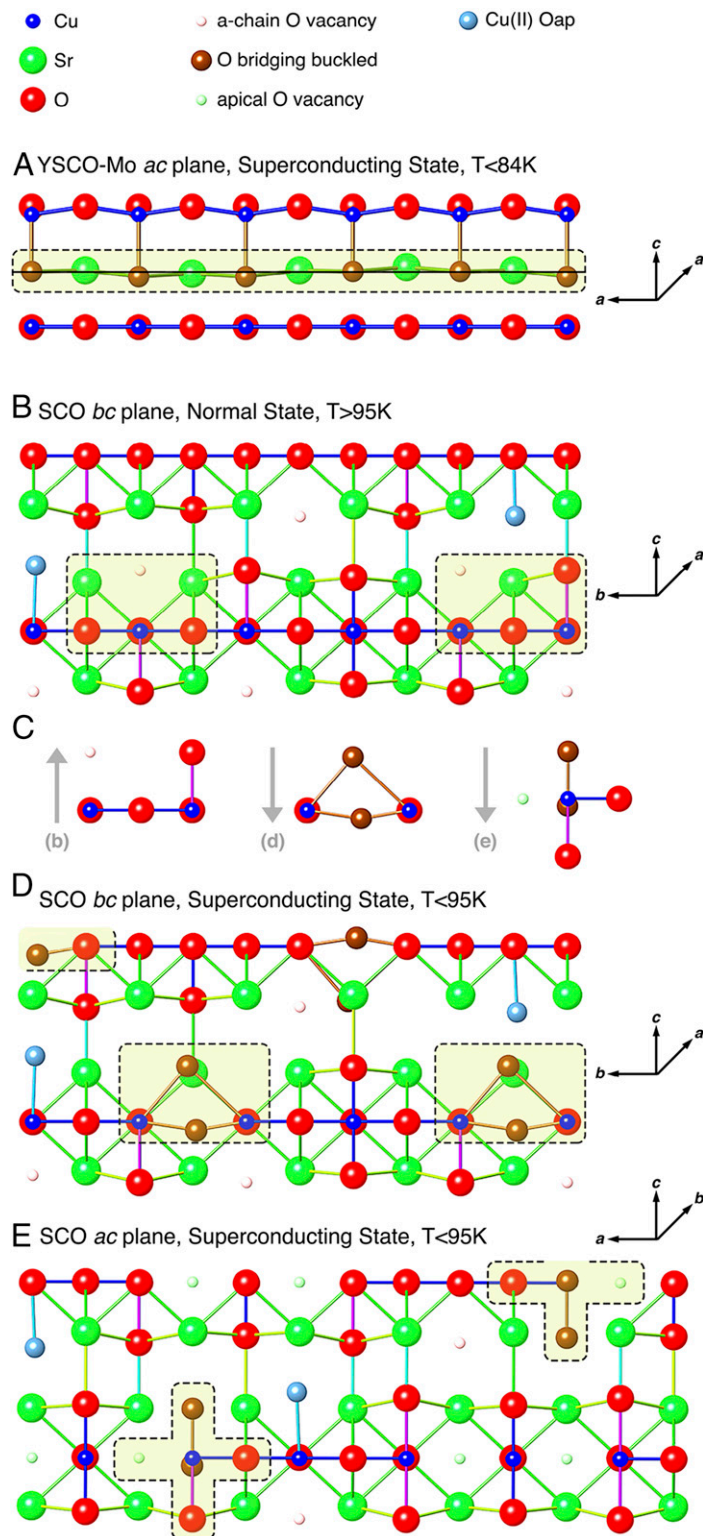 Cu
a-chain O vacancy
Cu(II) Oap
Sr
O bridging buckled
O
apical O vacancy
A YSCO-Mo ac plane, Superconducting State, T<84K
c
a
a
B SCO bc plane, Normal State, T>95K
c
a
b
C
(b)
(d)
(e)
D SCO bc plane, Superconducting State, T<95K
c
a
b
c
b
a
E SCO ac plane, Superconducting State, T<95K